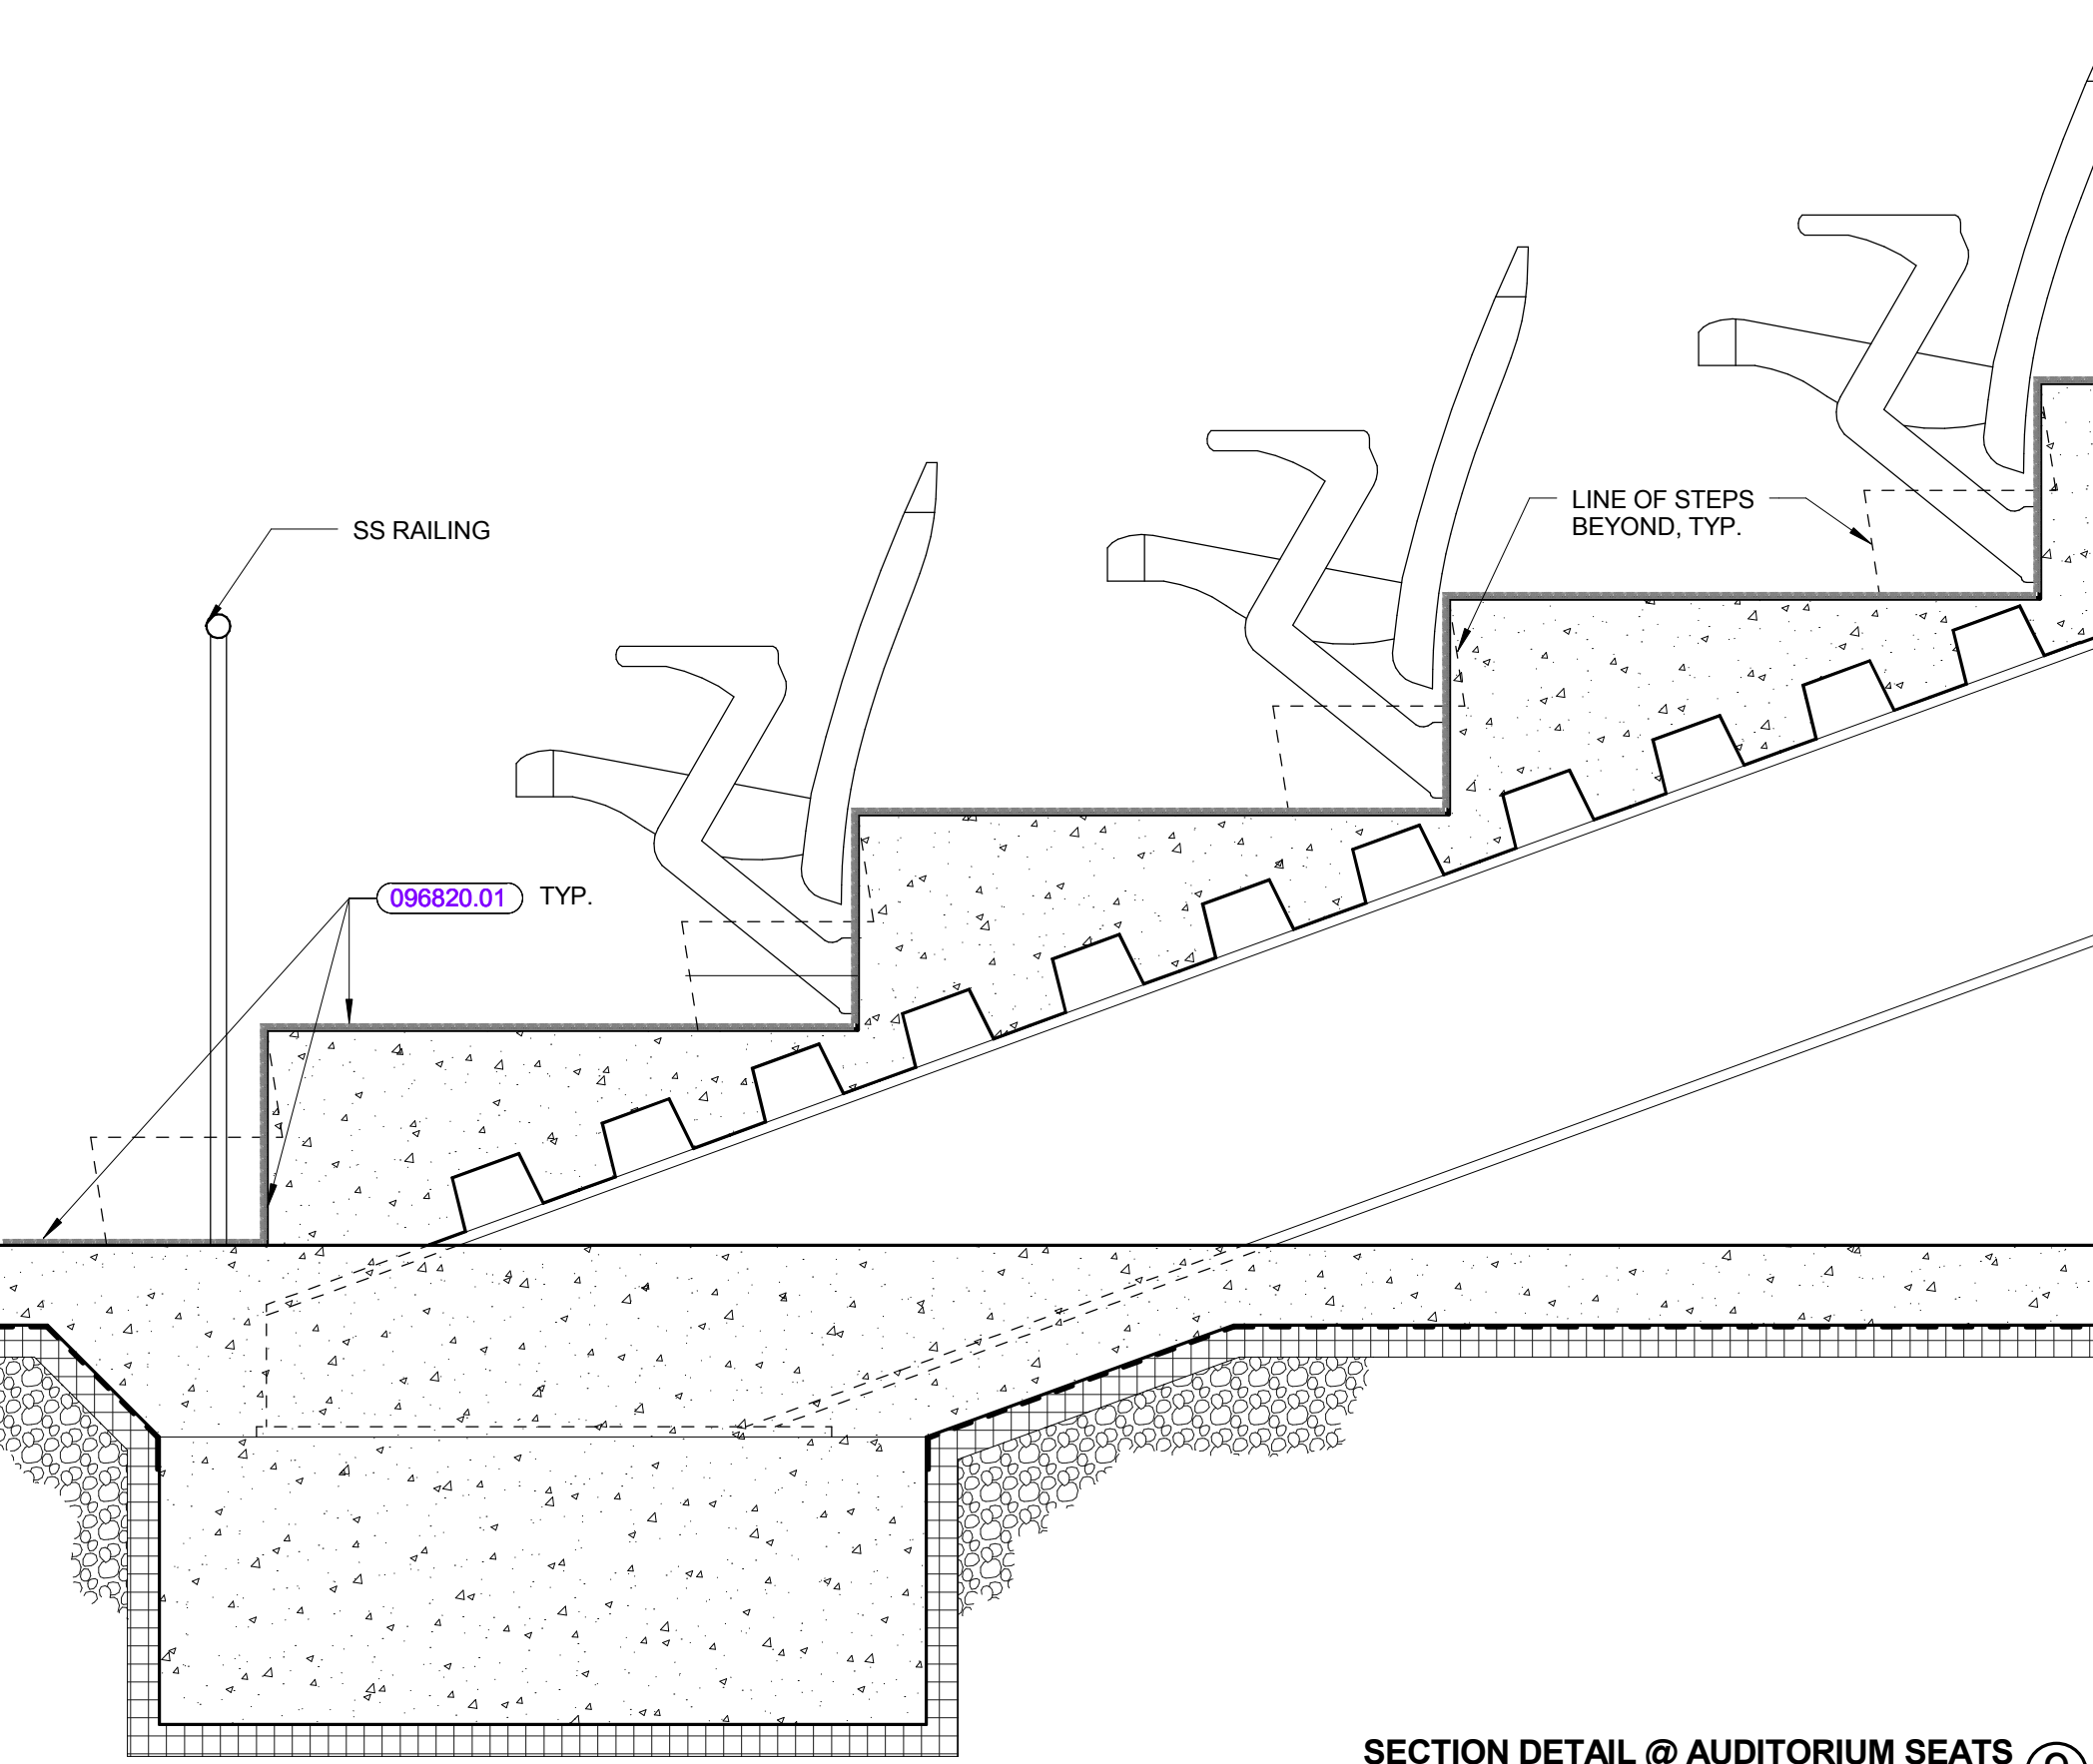 SS RAILING
LINE OF STEPS
BEYOND, TYP.
096820.01 TYP.
SECTION DETAIL @ AUDITORIUM SEATS